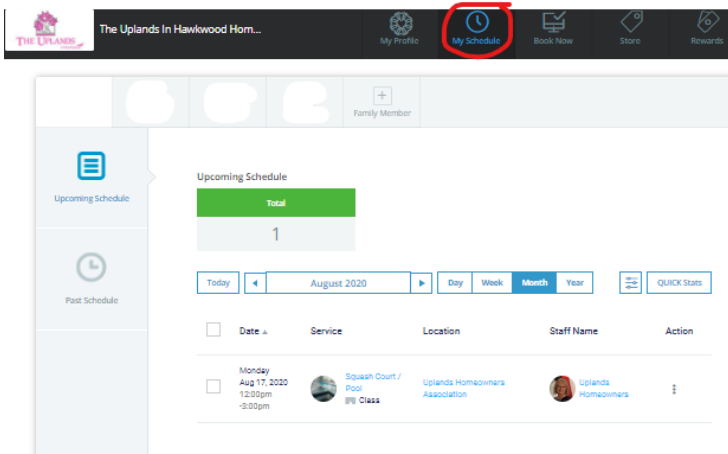 THE UPLANDS
The Uplands In Hawkwood Hom...
My Profile
My Schedule
Book Now
Store
Rewards
+
Family Member
Upcoming Schedule
Past Schedule
Upcoming Schedule
Total
1
Today
August 2020
Day
Week
Month
Year
QUICK Stats
Date
Service
Location
Staff Name
Action
Monday
Aug 17, 2020
12:00pm
-3:00pm
Squash Court /
Pool
Class
Uplands Homeowners
Association
Uplands
Homeowners